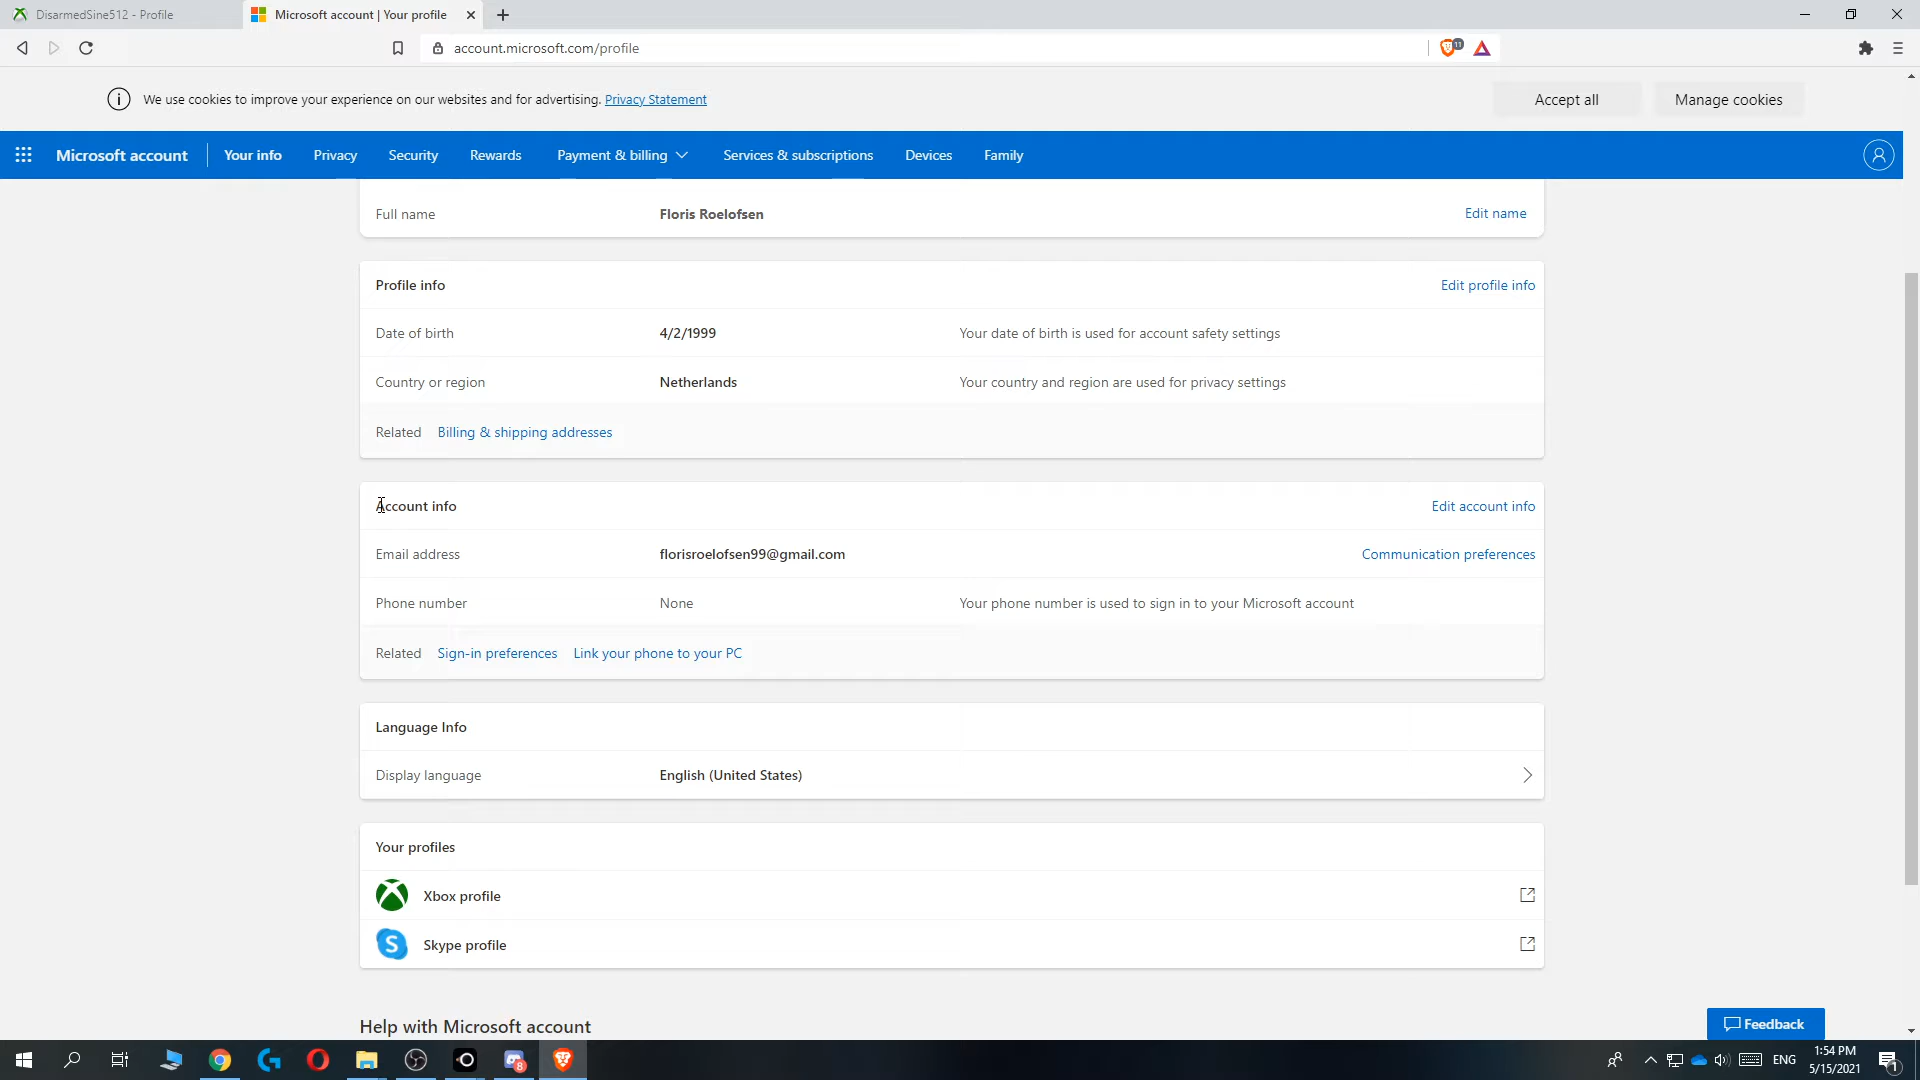 DisarmedSine512 - Profile
Microsoft account | Your profile
account.microsoft.com/profile
11
We use cookies to improve your experience on our websites and for advertising. Privacy Statement
Accept all
Manage cookies
Microsoft account
Your info
Privacy
Security
Rewards
Payment & billing
Services & subscriptions
Devices
Family
Full name
Floris Roelofsen
Edit name
Profile info
Edit profile info
Date of birth
4/2/1999
Your date of birth is used for account safety settings
Country or region
Netherlands
Your country and region are used for privacy settings
Related
Billing & shipping addresses
Account info
Edit account info
Email address
florisroelofsen99@gmail.com
Communication preferences
Phone number
None
Your phone number is used to sign in to your Microsoft account
Related
Sign-in preferences
Link your phone to your PC
Language Info
Display language
English (United States)
Your profiles
Xbox profile
S
Skype profile
Help with Microsoft account
Feedback
8
ENG
1:54 PM
5/15/2021
1